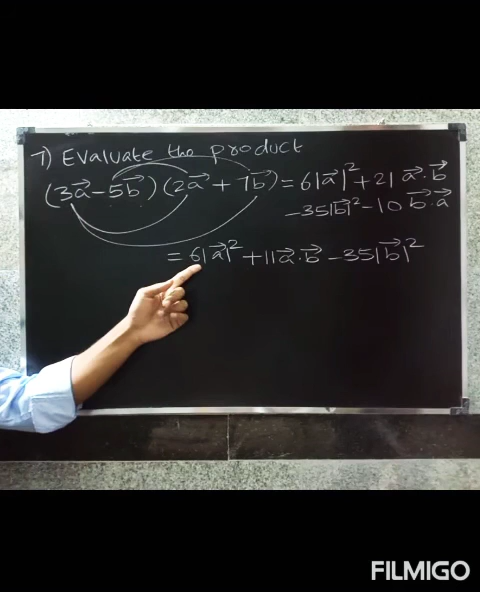 7) Evaluate the product
(3a⃗ - 5b⃗) (2a⃗ + 7b⃗) = 6|a⃗|² + 21 a⃗·b⃗
- 35|b⃗|² - 10 b⃗·a⃗
= 6|a⃗|² + 11a⃗·b⃗ - 35|b⃗|²
FILMIGO